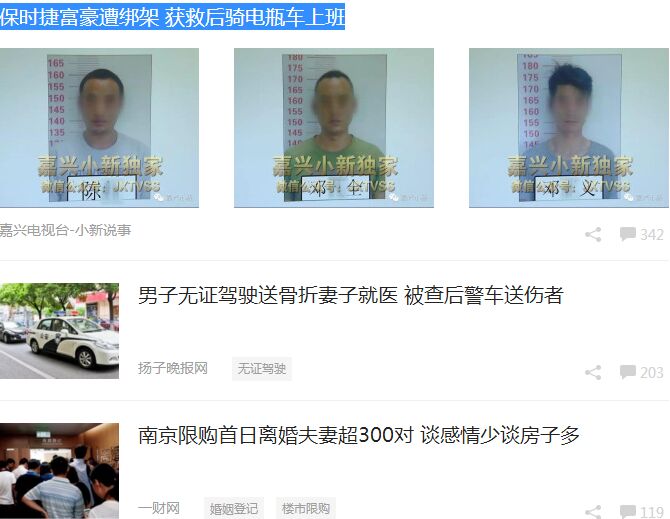 保时捷富豪遭绑架 获救后骑电瓶车上班
165
160
155
150
145
140
135
180
175
170
165
160
155
150
145
180
175
170
165
160
155
150
145
嘉兴小新独家
微信公众号：JXTVSS
陈
嘉兴小新独家
微信公众号：JXTVSS
邓 全
嘉兴小新独家
微信公众号：JXTVSS
邓 义
嘉兴电视台-小新说事
342
男子无证驾驶送骨折妻子就医 被查后警车送伤者
扬子晚报网
无证驾驶
203
南京限购首日离婚夫妻超300对 谈感情少谈房子多
一财网
婚姻登记
楼市限购
119